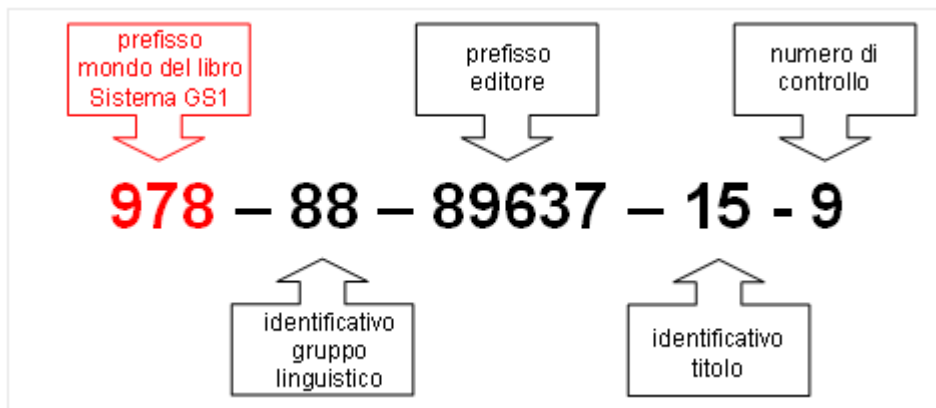 prefisso
mondo del libro
Sistema GS1
prefisso
editore
numero di
controllo
978 – 88 – 89637 – 15 - 9
identificativo
gruppo
linguistico
identificativo
titolo